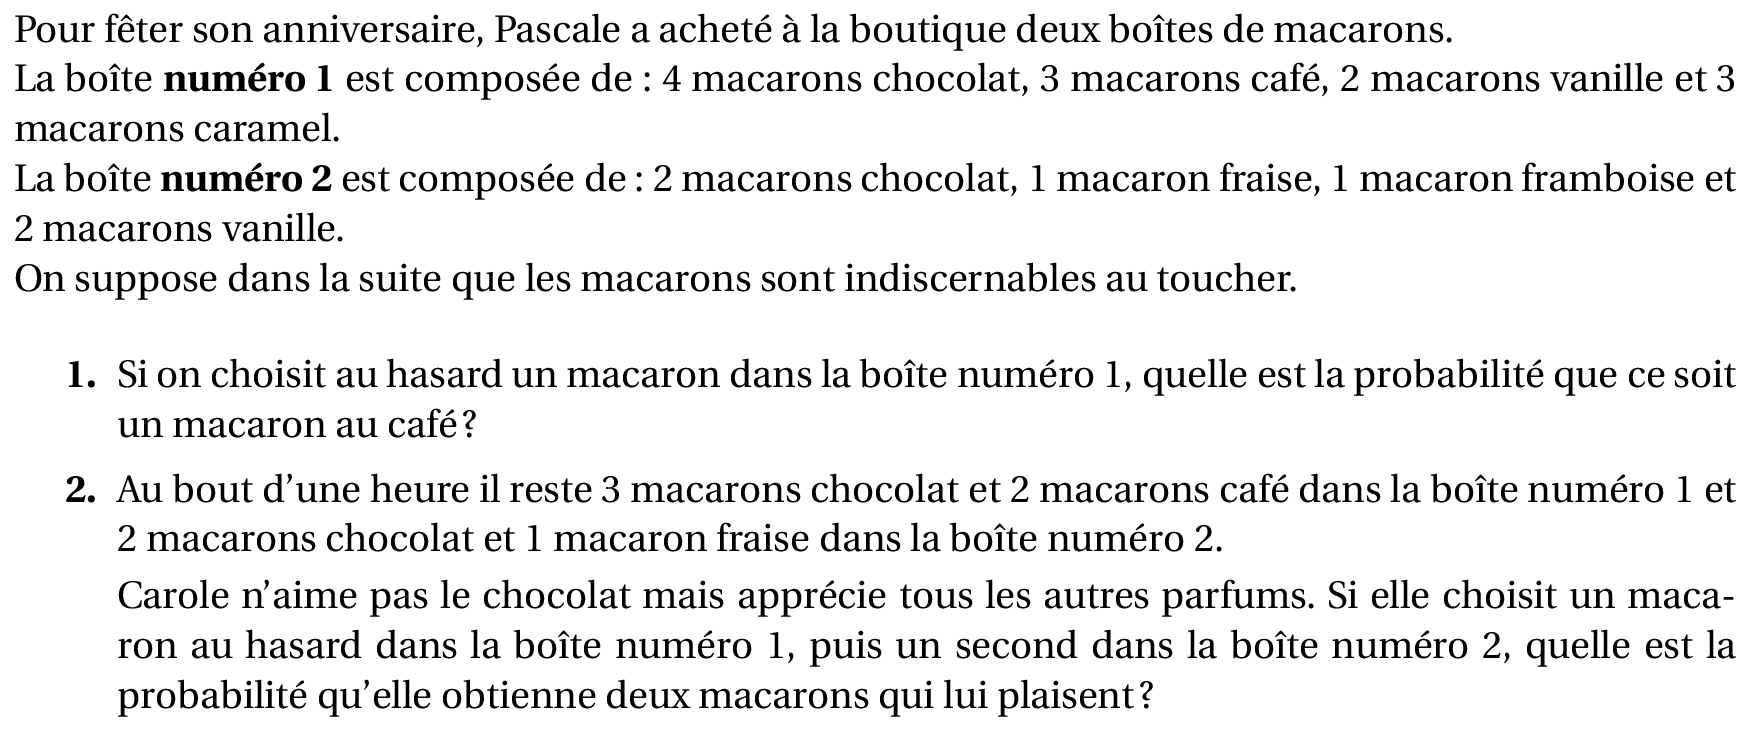 Pour fêter son anniversaire, Pascale a acheté à la boutique deux boîtes de macarons.
La boîte numéro 1 est composée de : 4 macarons chocolat, 3 macarons café, 2 macarons vanille et 3
macarons caramel.
La boîte numéro 2 est composée de : 2 macarons chocolat, 1 macaron fraise, 1 macaron framboise et
2 macarons vanille.
On suppose dans la suite que les macarons sont indiscernables au toucher.
1. Si on choisit au hasard un macaron dans la boîte numéro 1, quelle est la probabilité que ce soit
un macaron au café ?
2. Au bout d'une heure il reste 3 macarons chocolat et 2 macarons café dans la boîte numéro 1 et
2 macarons chocolat et 1 macaron fraise dans la boîte numéro 2.
Carole n'aime pas le chocolat mais apprécie tous les autres parfums. Si elle choisit un maca-
ron au hasard dans la boîte numéro 1, puis un second dans la boîte numéro 2, quelle est la
probabilité qu'elle obtienne deux macarons qui lui plaisent ?